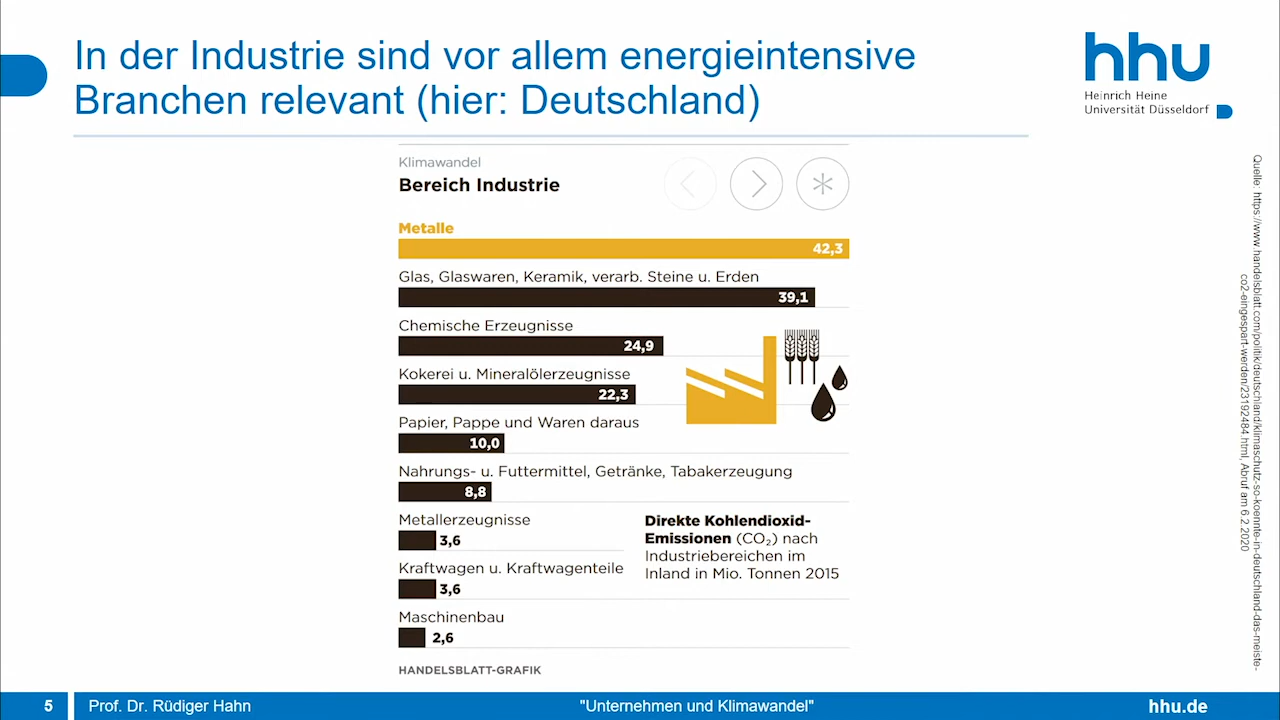 In der Industrie sind vor allem energieintensive
Branchen relevant (hier: Deutschland)
hhu
Heinrich Heine
Universität Düsseldorf
Klimawandel
Bereich Industrie
Metalle
42,3
Glas, Glaswaren, Keramik, verarb. Steine u. Erden
39,1
Chemische Erzeugnisse
24,9
Kokerei u. Mineralölerzeugnisse
22,3
Papier, Pappe und Waren daraus
10,0
Nahrungs- u. Futtermittel, Getränke, Tabakerzeugung
8,8
Metallerzeugnisse
3,6
Kraftwagen u. Kraftwagenteile
3,6
Maschinenbau
2,6
Direkte Kohlendioxid-
Emissionen (CO₂) nach
Industriebereichen im
Inland in Mio. Tonnen 2015
HANDELSBLATT-GRAFIK
Quelle: https://www.handelsblatt.com/politik/deutschland/klimaschutz-so-koennte-in-deutschland-das-meiste-
co2-eingespart-werden/23192484.html, Abruf am 6.2.2020
5
Prof. Dr. Rüdiger Hahn
"Unternehmen und Klimawandel"
hhu.de